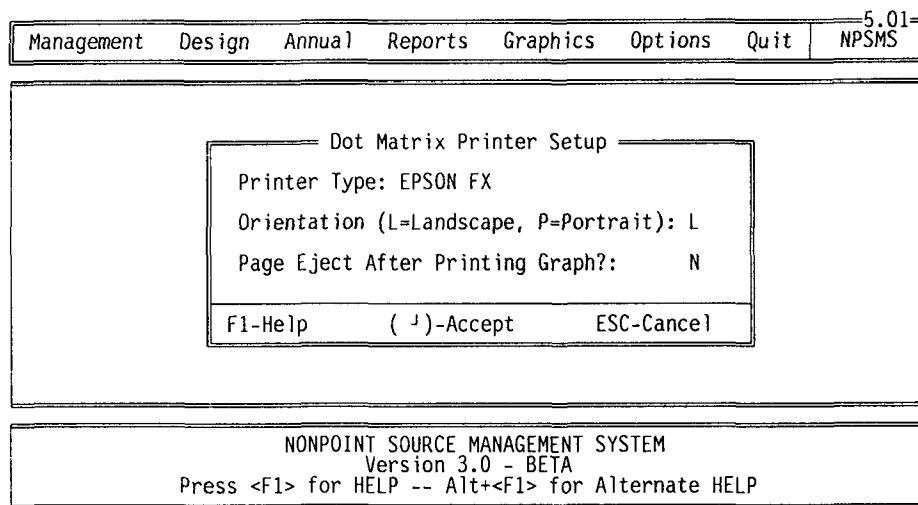 5.01
Management Design Annual Reports Graphics Options Quit NPSMS
Dot Matrix Printer Setup
Printer Type: EPSON FX
Orientation (L=Landscape, P=Portrait): L
Page Eject After Printing Graph?: N
F1-Help (┘)-Accept ESC-Cancel
NONPOINT SOURCE MANAGEMENT SYSTEM
Version 3.0 - BETA
Press <F1> for HELP -- Alt+<F1> for Alternate HELP